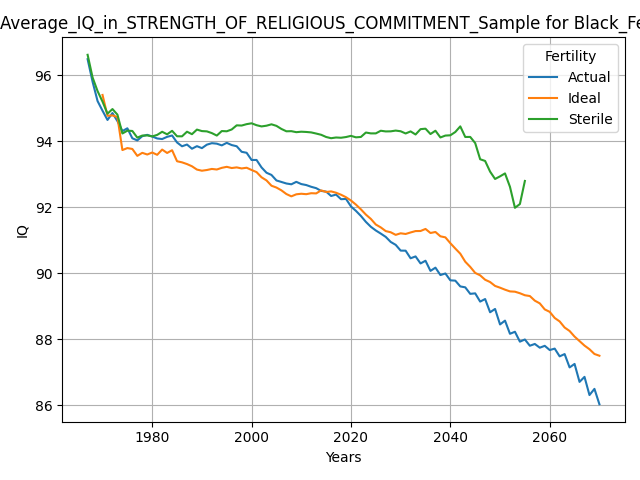 Average_IQ_in_STRENGTH_OF_RELIGIOUS_COMMITMENT_Sample for Black_Fe
Fertility
Actual
Ideal
Sterile
96
94
92
90
88
86
IQ
1980
2000
2020
2040
2060
Years